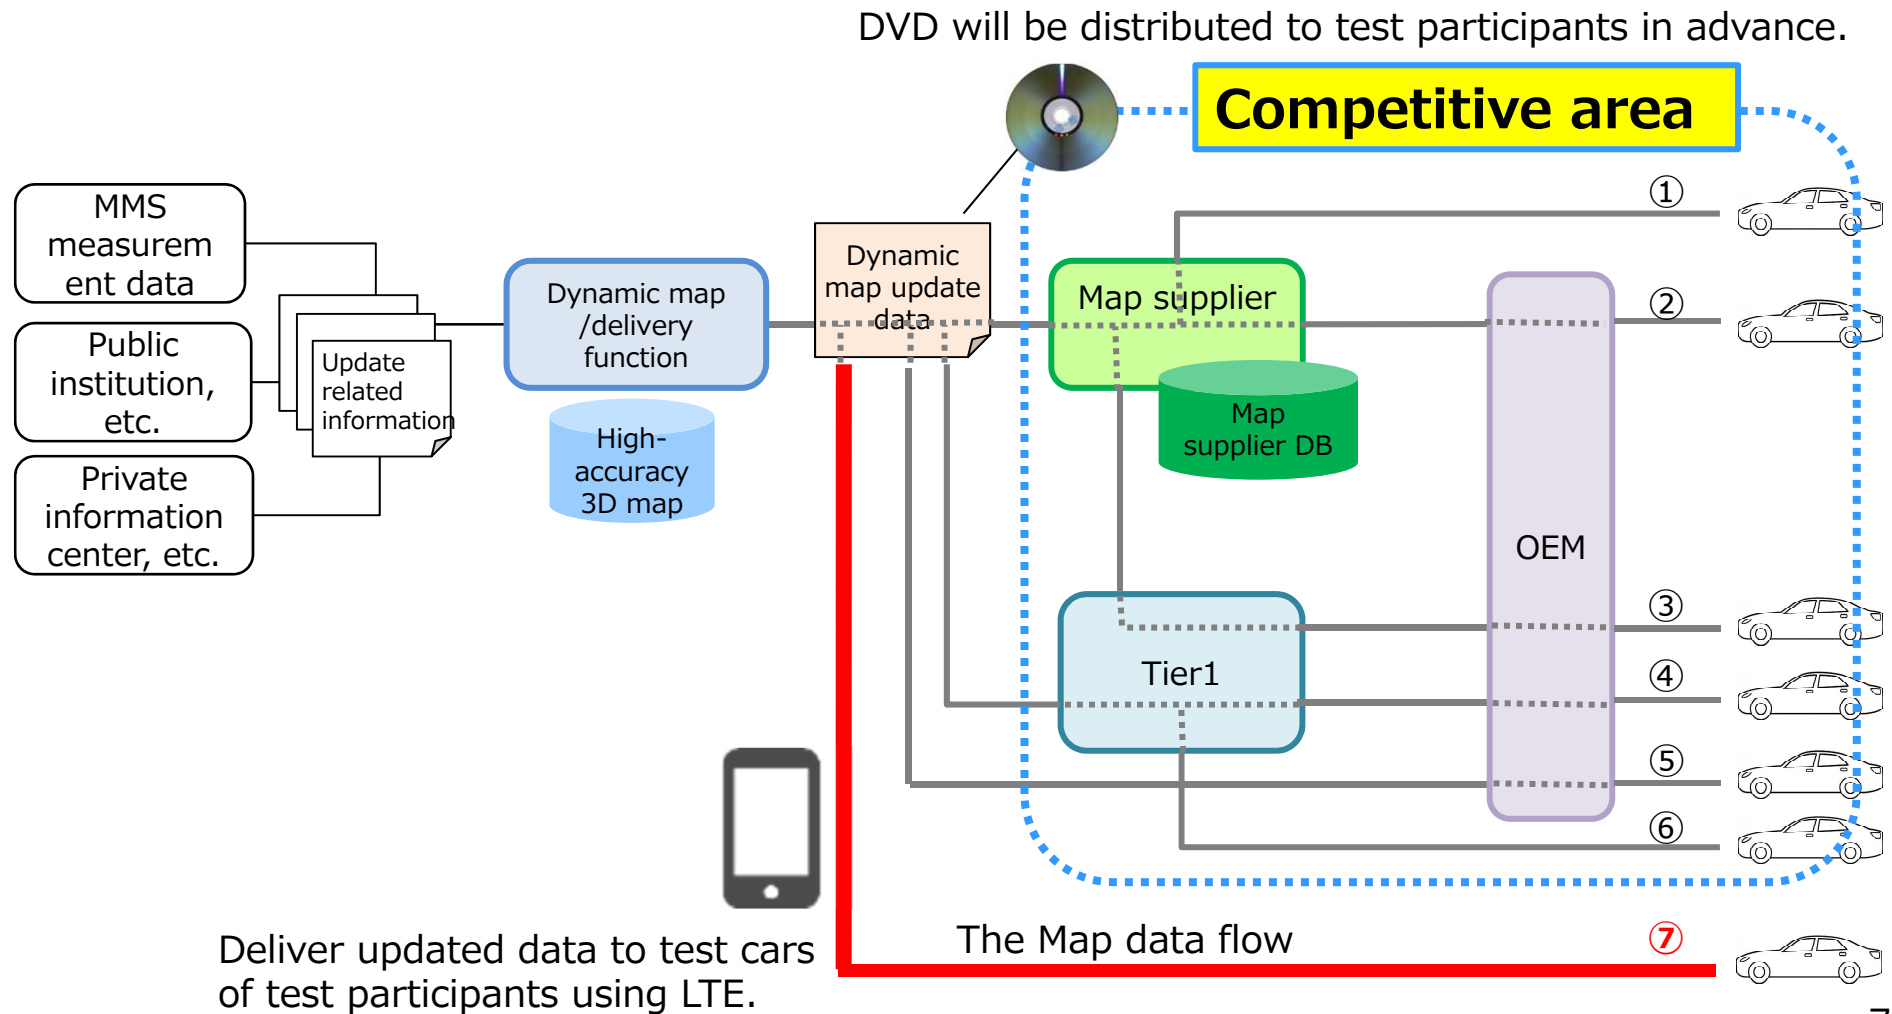 DVD will be distributed to test participants in advance.
Competitive area
MMS
measurem
ent data
Public
institution,
etc.
Private
information
center, etc.
Update
related
information
Dynamic map
/delivery
function
High-
accuracy
3D map
Dynamic
map update
data
Map supplier
Map
supplier DB
Tier1
OEM
①
②
③
④
⑤
⑥
⑦
The Map data flow
Deliver updated data to test cars
of test participants using LTE.
7